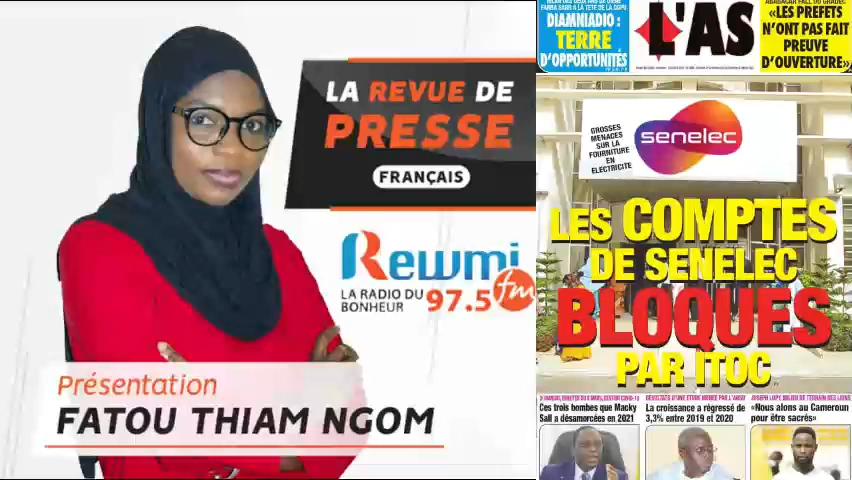 LA REVUE DE
PRESSE
FRANÇAIS
Rewmi
fm
LA RADIO DU
BONHEUR
97.5
Présentation
FATOU THIAM NGOM
DIAMNIADIO :
TERRE
D'OPPORTUNITÉS
L'AS
«LES PREFETS
N'ONT PAS FAIT
PREUVE
D'OUVERTURE»
GROSSES
MENACES
SUR LA
FOURNITURE
EN
ELECTRICITE
senelec
LES COMPTES
DE SENELEC
BLOQUES
PAR ITOC
Ces trois bombes que Macky
Sall a désamorcées en 2021
La croissance a régressé de
3,3% entre 2019 et 2020
«Nous alons au Cameroun
pour être sacrés»